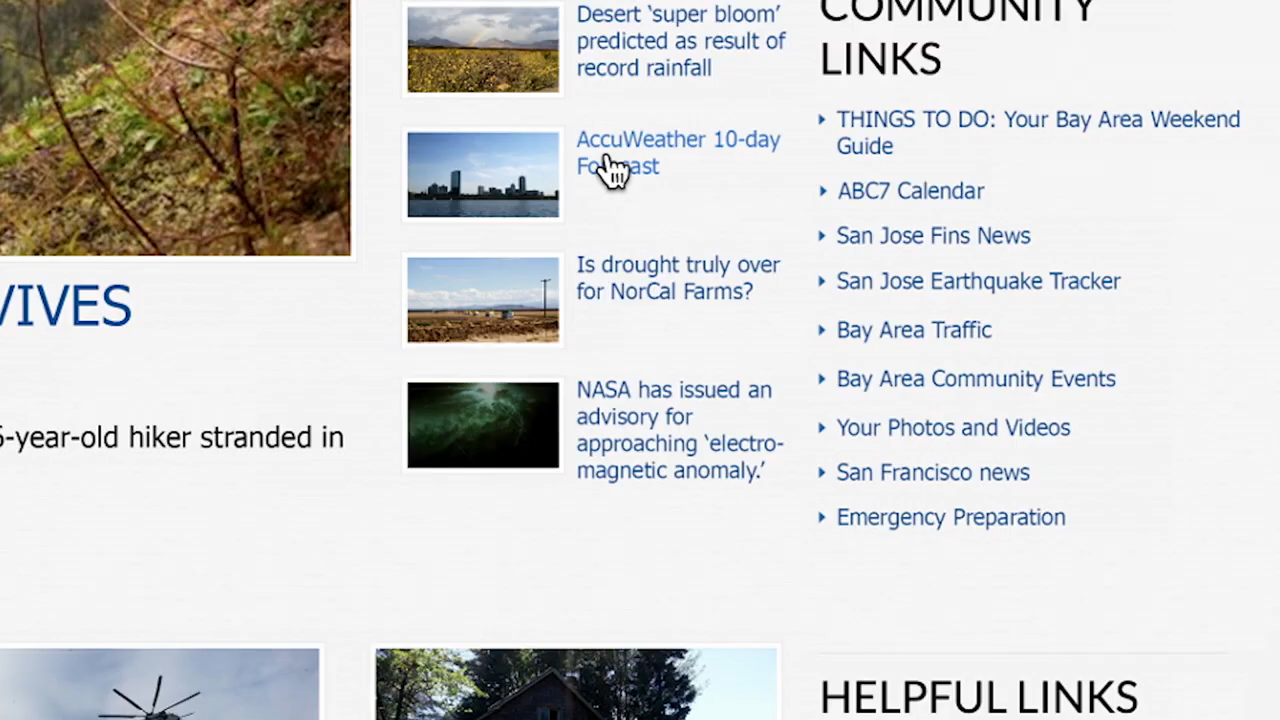 Desert ‘super bloom’
predicted as result of
record rainfall
AccuWeather 10-day
Is drought truly over
for NorCal Farms?
NASA has issued an
advisory for
approaching ‘electro-
magnetic anomaly.’
VIVES
-year-old hiker stranded in
COMMUNITY
LINKS
THINGS TO DO: Your Bay Area Weekend
Guide
ABC7 Calendar
San Jose Fins News
San Jose Earthquake Tracker
Bay Area Traffic
Bay Area Community Events
Your Photos and Videos
San Francisco news
Emergency Preparation
HELPFUL LINKS